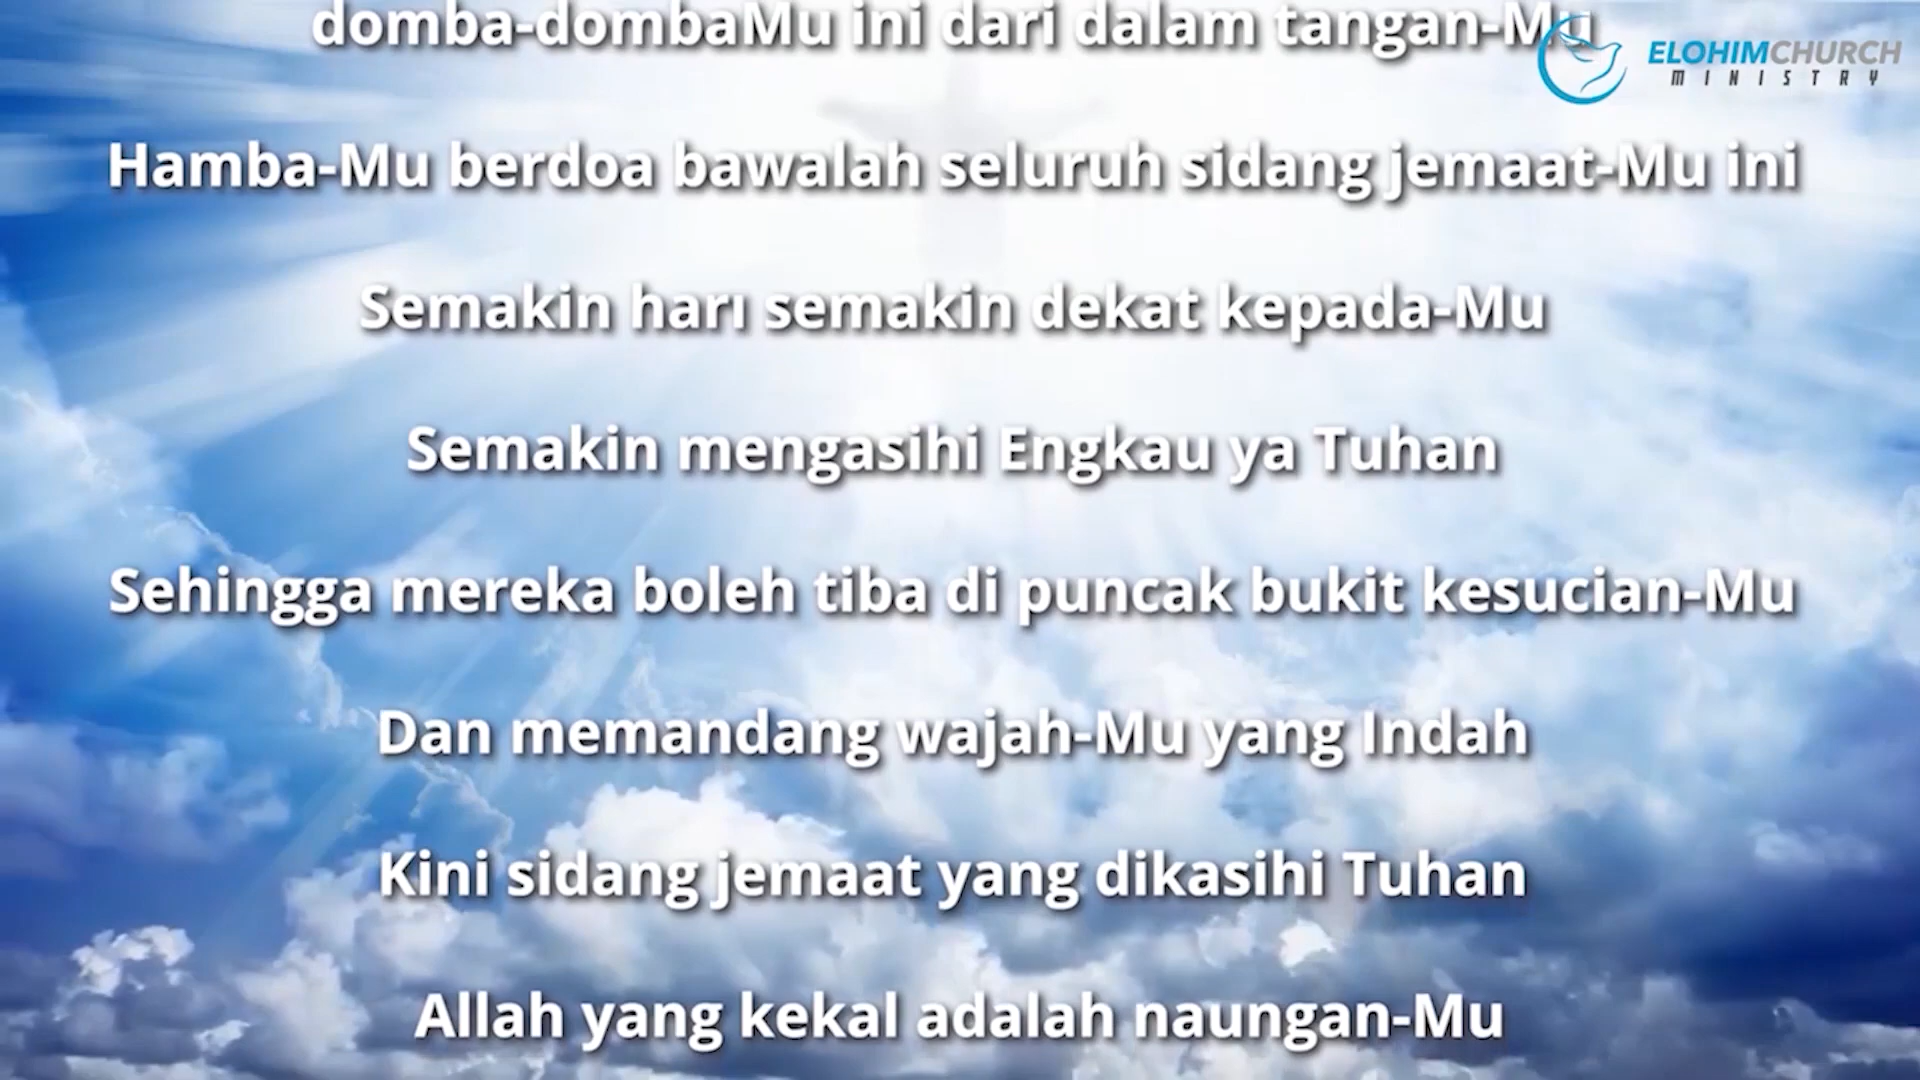 domba-dombaMu ini dari dalam tangan-Mu
ELOHIMCHURCH
MINISTRY
Hamba-Mu berdoa bawalah seluruh sidang jemaat-Mu ini
Semakin hari semakin dekat kepada-Mu
Semakin mengasihi Engkau ya Tuhan
Sehingga mereka boleh tiba di puncak bukit kesucian-Mu
Dan memandang wajah-Mu yang Indah
Kini sidang jemaat yang dikasihi Tuhan
Allah yang kekal adalah naungan-Mu